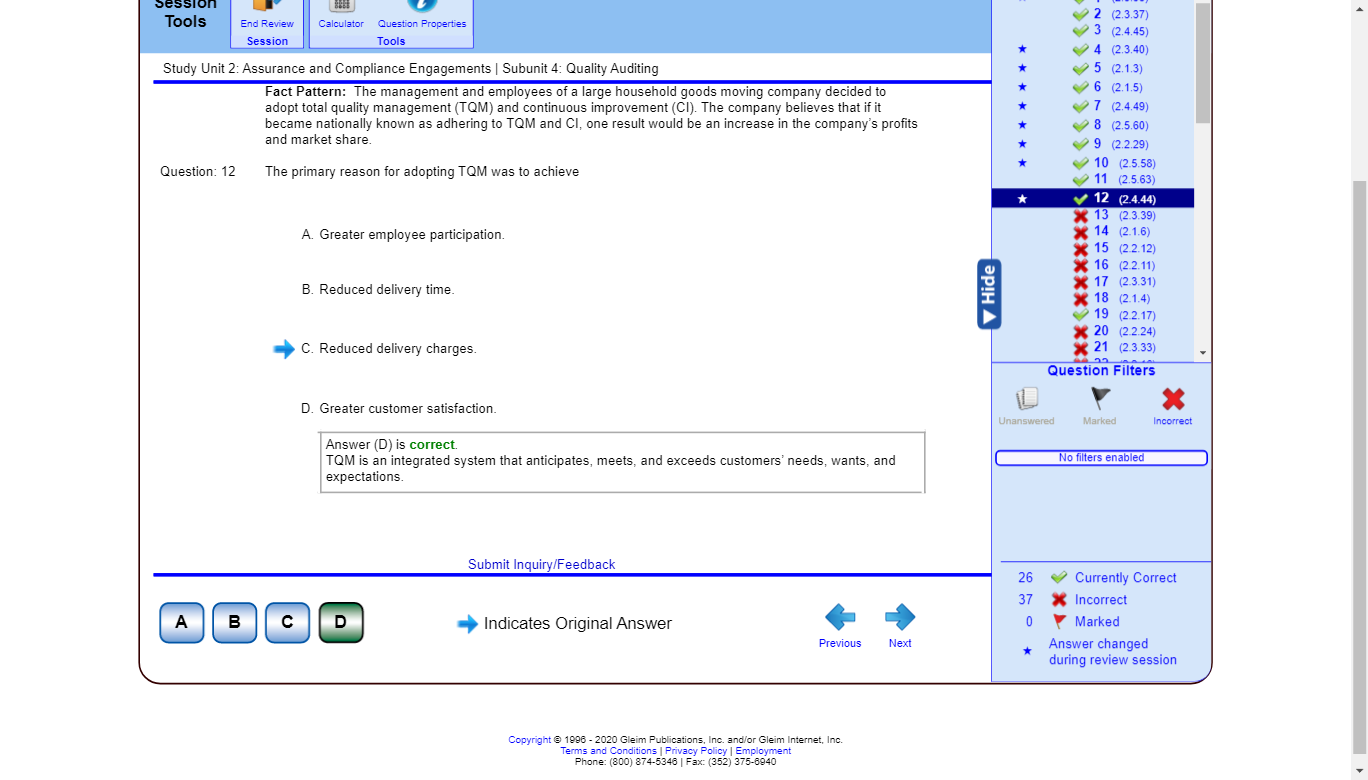 Session
Tools
End Review
Session
Calculator
Question Properties
Tools
Study Unit 2: Assurance and Compliance Engagements | Subunit 4: Quality Auditing
Fact Pattern: The management and employees of a large household goods moving company decided to
adopt total quality management (TQM) and continuous improvement (CI). The company believes that if it
became nationally known as adhering to TQM and CI, one result would be an increase in the company's profits
and market share.
Question: 12
The primary reason for adopting TQM was to achieve
A. Greater employee participation.
B. Reduced delivery time.
C. Reduced delivery charges.
D. Greater customer satisfaction.
Answer (D) is correct.
TQM is an integrated system that anticipates, meets, and exceeds customers' needs, wants, and
expectations.
Submit Inquiry/Feedback
A B C D
Indicates Original Answer
Previous
Next
Hide
2 (2.3.37)
3 (2.4.45)
4 (2.3.40)
5 (2.1.3)
6 (2.1.5)
7 (2.4.49)
8 (2.5.60)
9 (2.2.29)
10 (2.5.58)
11 (2.5.63)
12 (2.4.44)
13 (2.3.39)
14 (2.1.6)
15 (2.2.12)
16 (2.2.11)
17 (2.3.31)
18 (2.1.4)
19 (2.2.17)
20 (2.2.24)
21 (2.3.33)
Question Filters
Unanswered
Marked
Incorrect
No filters enabled
26 Currently Correct
37 Incorrect
0 Marked
Answer changed
during review session
Copyright © 1996 - 2020 Gleim Publications, Inc. and/or Gleim Internet, Inc.
Terms and Conditions | Privacy Policy | Employment
Phone: (800) 874-5346 | Fax: (352) 375-6940